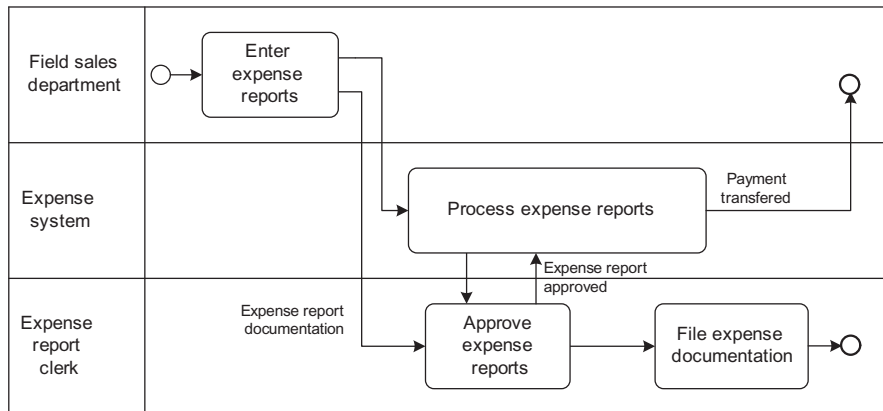 Field sales
department
Enter
expense
reports
Expense
system
Process expense reports
Payment
transfered
Expense report
approved
Expense
report
clerk
Expense report
documentation
Approve
expense
reports
File expense
documentation